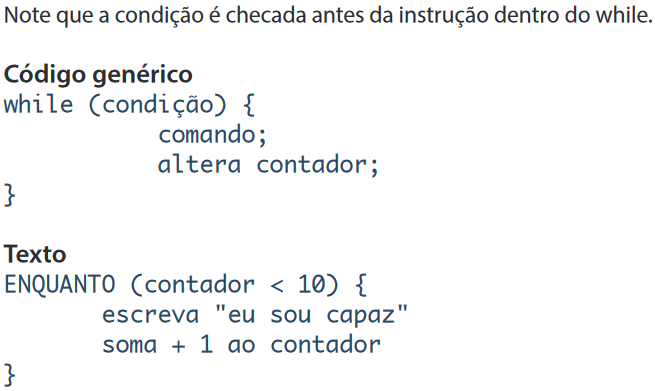 Note que a condição é checada antes da instrução dentro do while.
Código genérico
while (condição) {
comando;
altera contador;
}
Texto
ENQUANTO (contador < 10) {
escreva "eu sou capaz"
soma + 1 ao contador
}